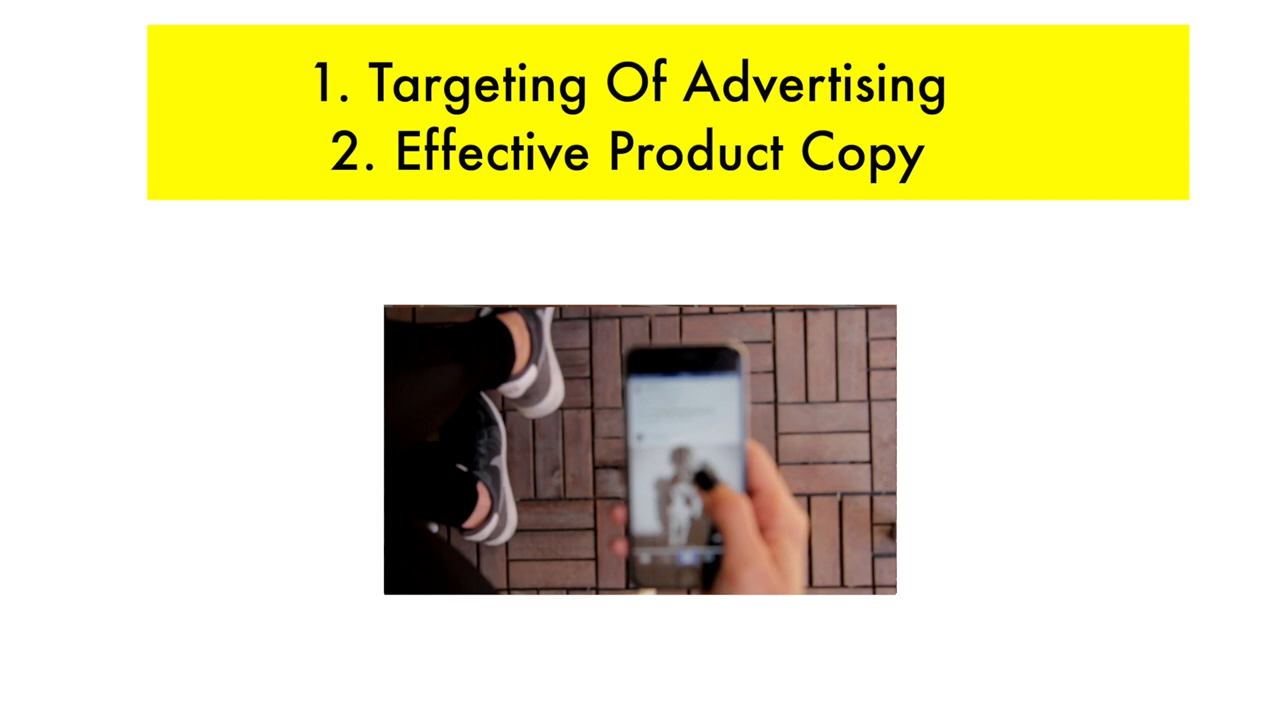 1. Targeting Of Advertising
2. Effective Product Copy